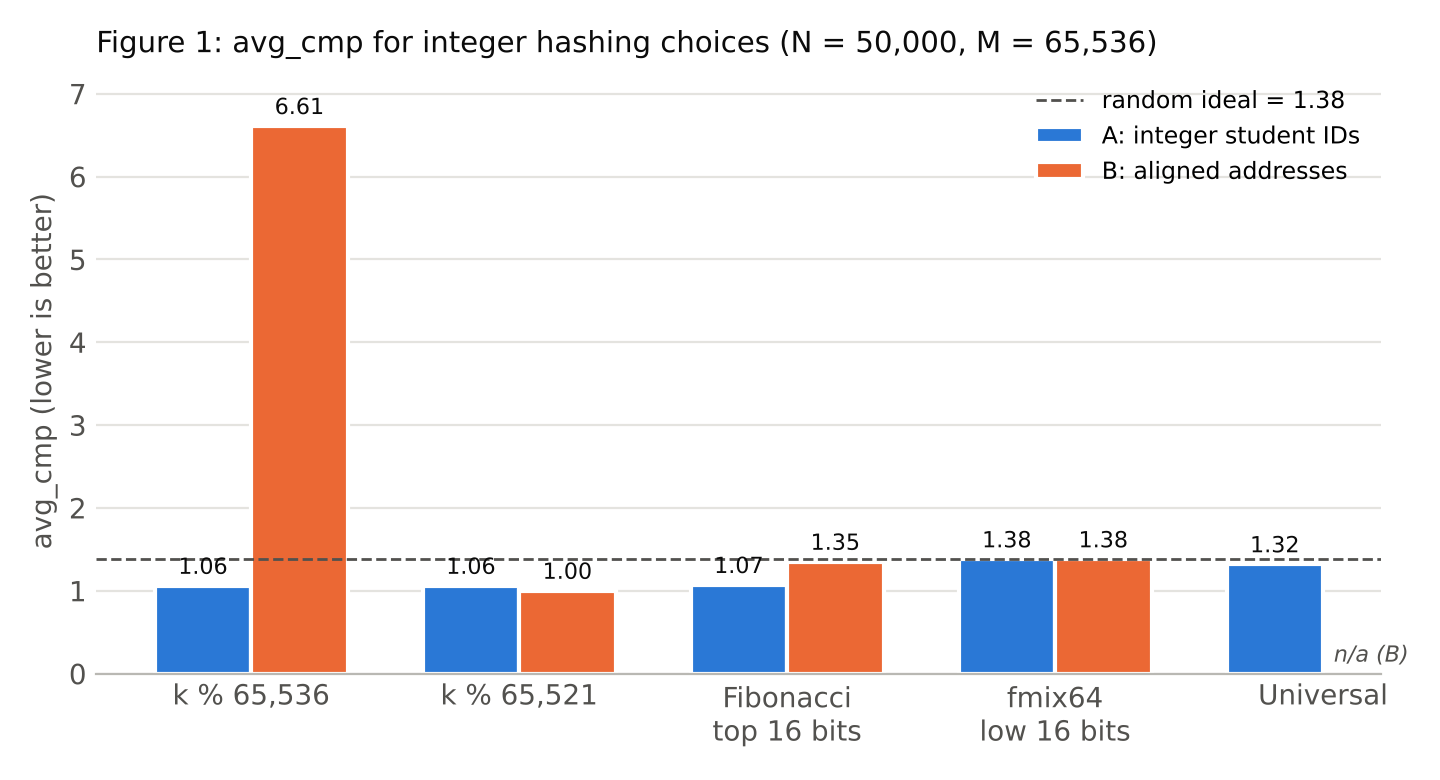 Figure 1: avg_cmp for integer hashing choices (N = 50,000, M = 65,536)
random ideal = 1.38
A: integer student IDs
B: aligned addresses
avg_cmp (lower is better)
7
6
5
4
3
2
1
0
1.06
6.61
1.06
1.00
1.07
1.35
1.38
1.38
1.32
n/a (B)
k % 65,536
k % 65,521
Fibonacci
top 16 bits
fmix64
low 16 bits
Universal